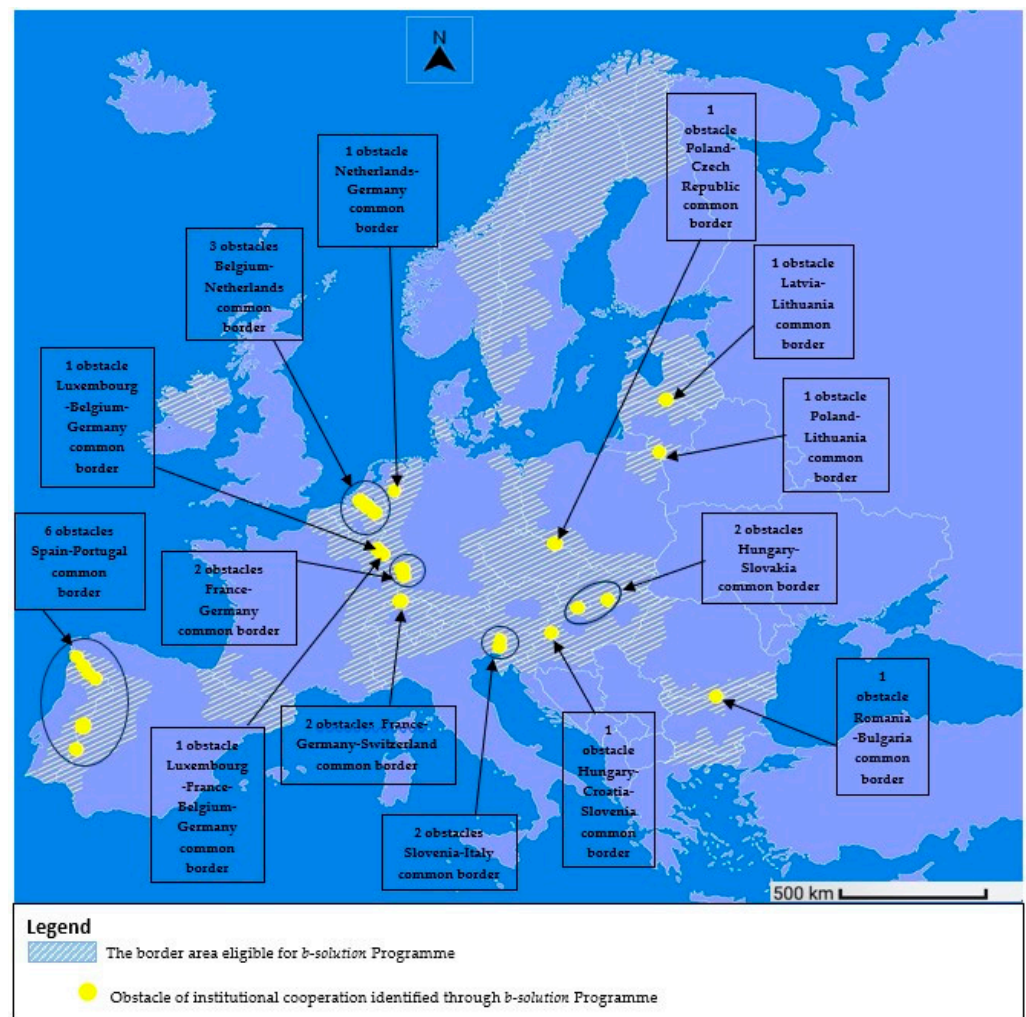 N
1
obstacle
Poland-
Czech
Republic
common
border
1 obstacle
Netherlands-
Germany
common
border
3 obstacles
Belgium-
Netherlands
common
border
1 obstacle
Latvia-
Lithuania
common
border
1 obstacle
Luxembourg
-Belgium-
Germany
common
border
1 obstacle
Poland-
Lithuania
common
border
6 obstacles
Spain-Portugal
common
border
2 obstacles
France-
Germany
common border
2 obstacles
Hungary-
Slovakia
common border
1 obstacle
Luxembourg
-France-
Belgium-
Germany
common
border
2 obstacles France-
Germany-Switzerland
common border
2 obstacles
Slovenia-Italy
common border
1
obstacle
Hungary-
Croatia-
Slovenia
common
border
1
obstacle
Romania
-Bulgaria
common
border
500 km
Legend
The border area eligible for b-solution Programme
Obstacle of institutional cooperation identified through b-solution Programme